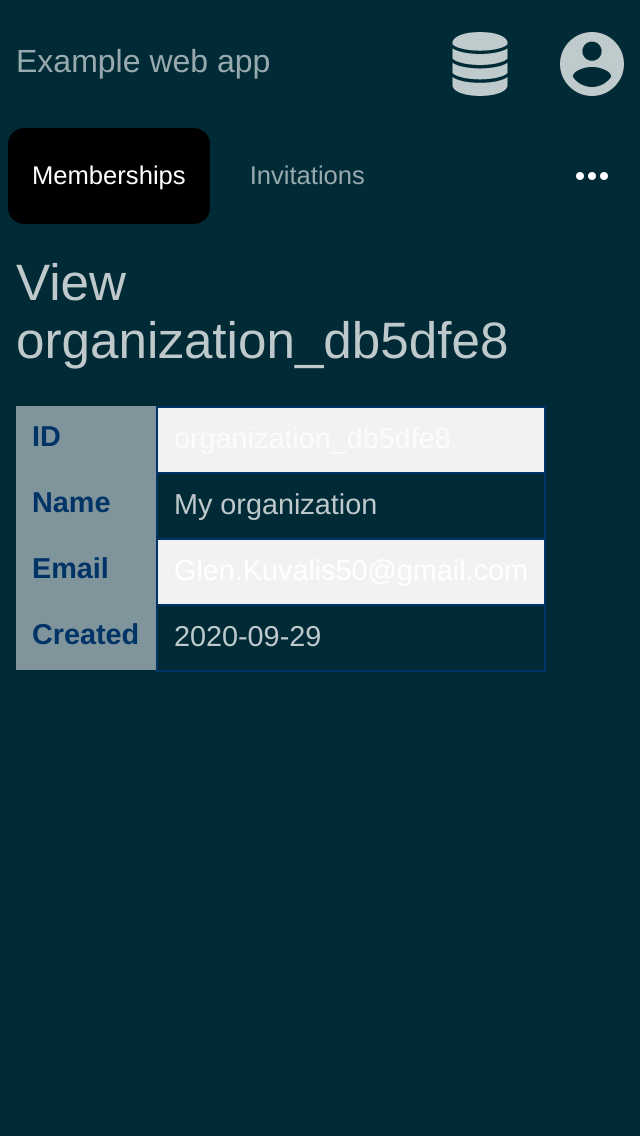 Example web app
Memberships Invitations
View
organization_db5dfe8
ID organization_db5dfe8
Name My organization
Email Glen.Kuvalis50@gmail.com
Created 2020-09-29